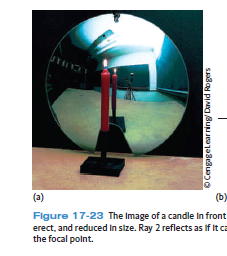 © Cengage Learning/David Rogers
(a)
(b)
Figure 17-23 The image of a candle in front
erect, and reduced in size. Ray 2 reflects as if it ca
the focal point.